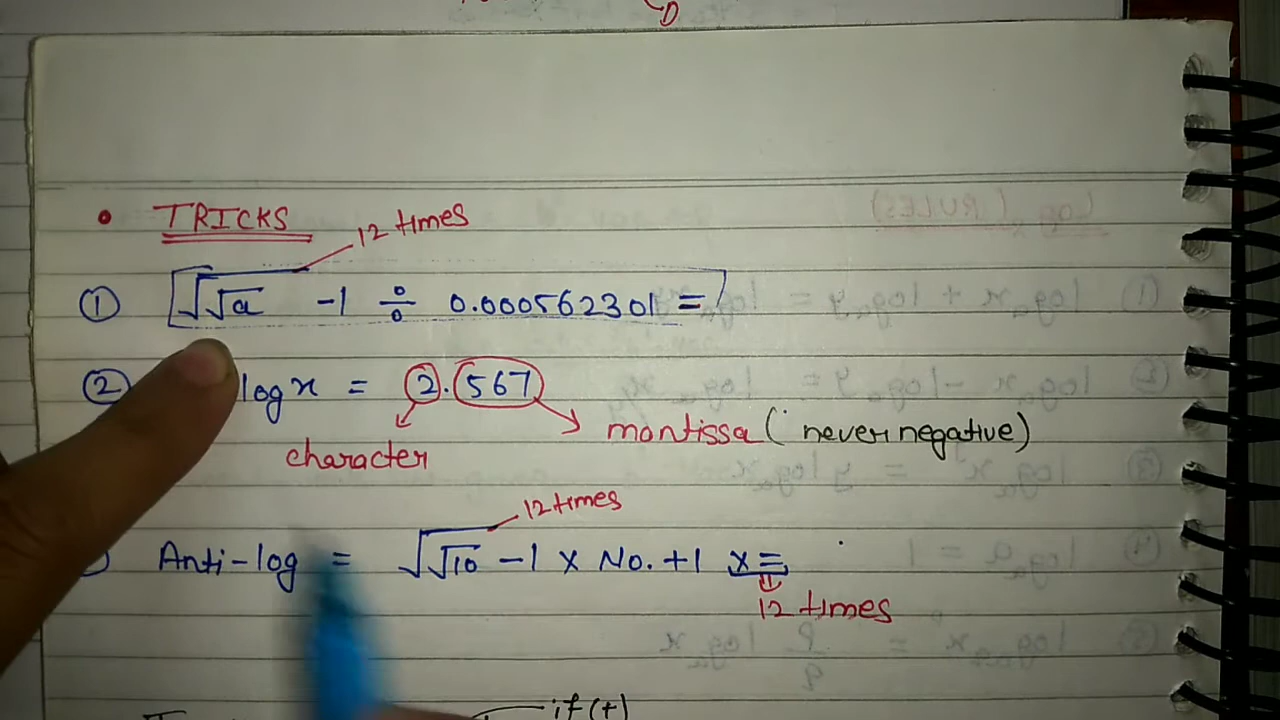 D
• TRICKS
12 times
① √√a -1 ÷ 0.000562301 =
② log x = 2.567
character
mantissa (never negative)
12 times
Anti-log = √√10 -1 x No. +1 x=
12 times
if (+)